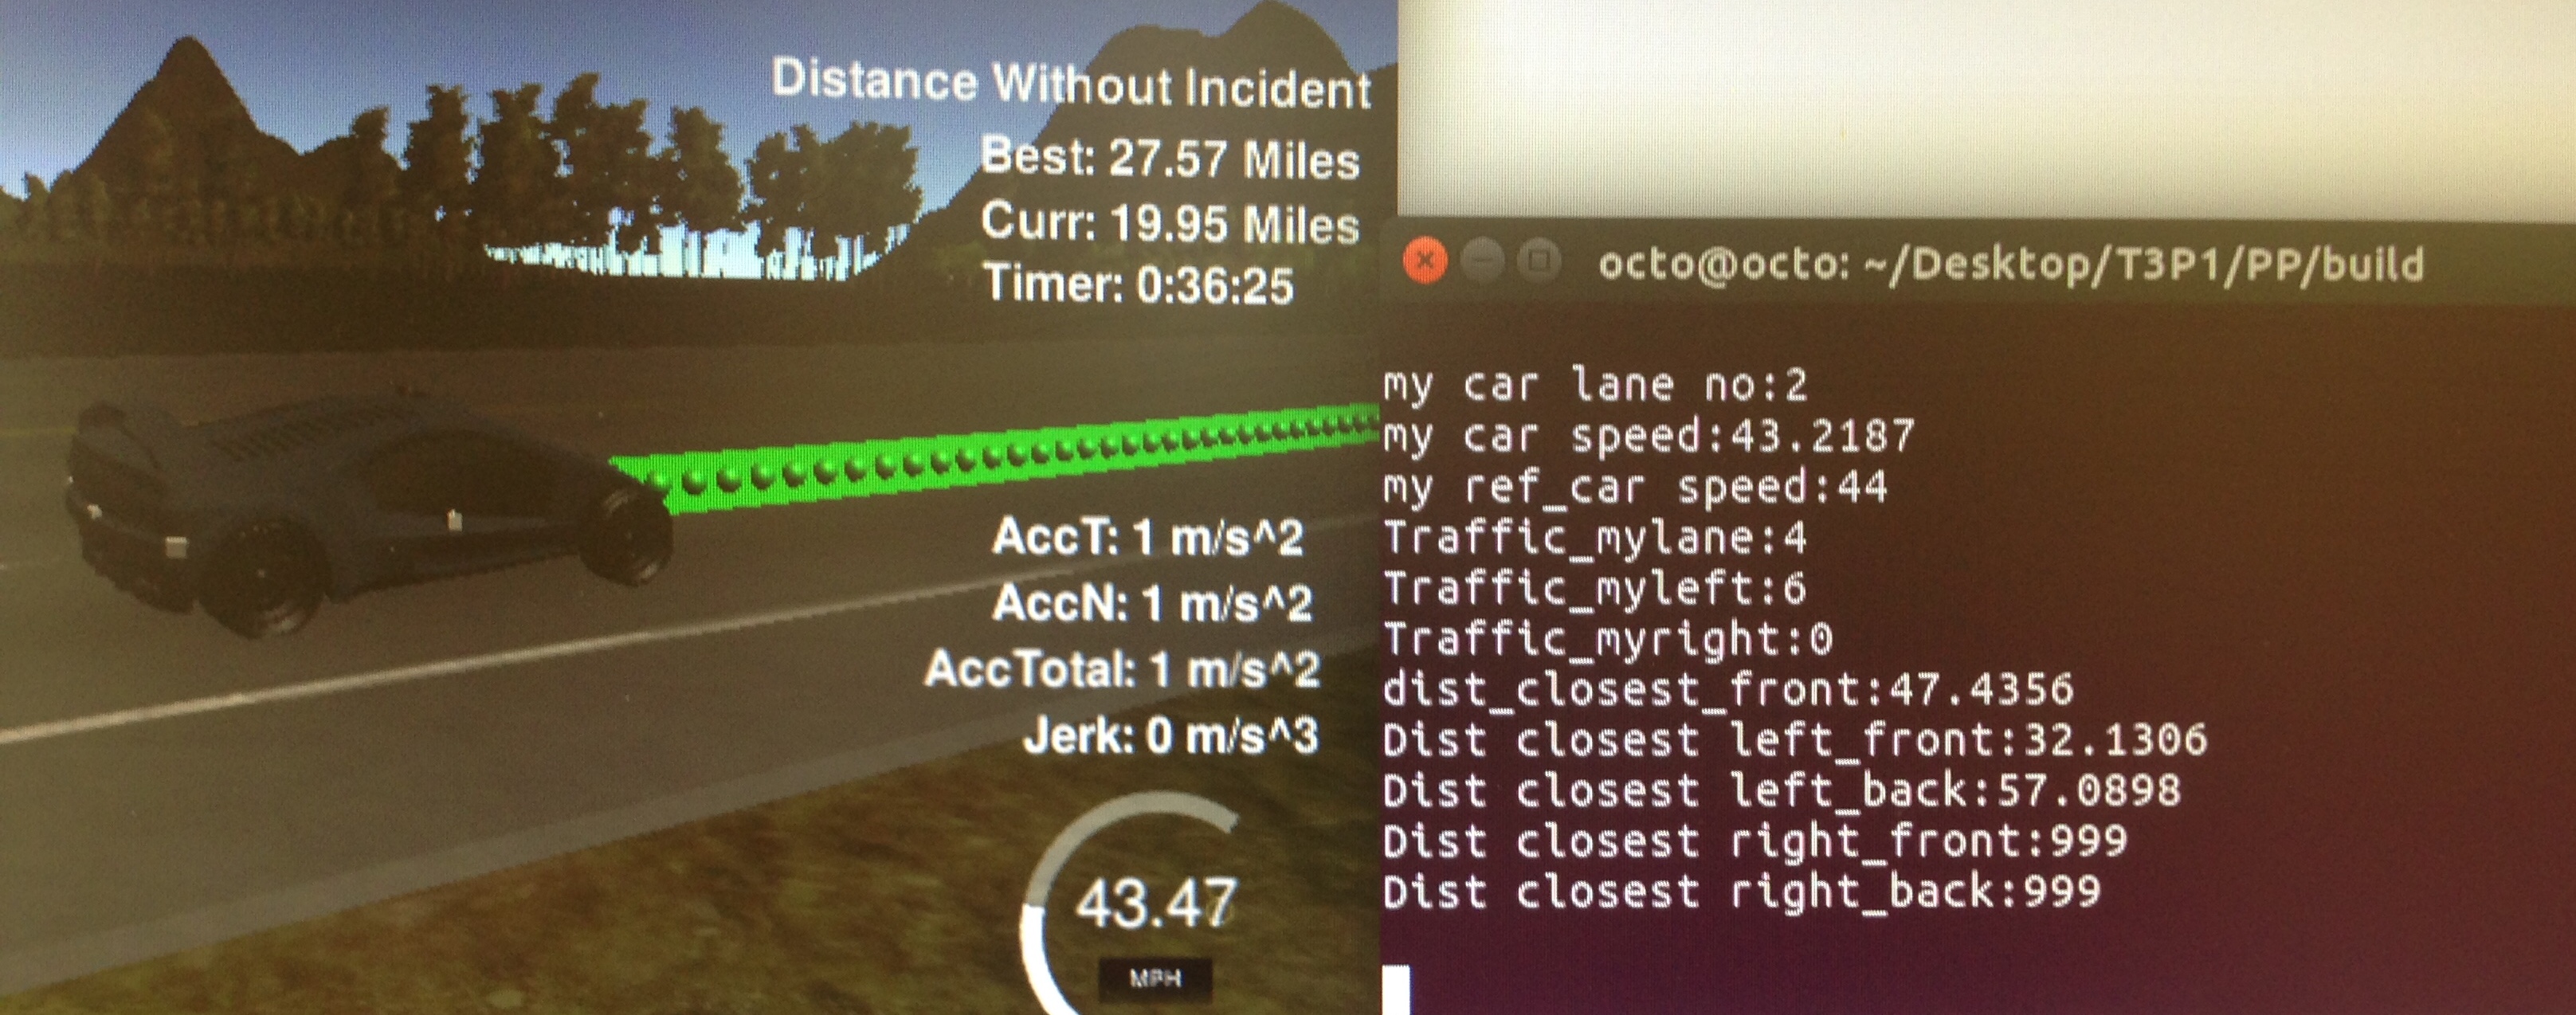 Distance Without Incident
Best: 27.57 Miles
Curr: 19.95 Miles
Timer: 0:36:25
AccT: 1 m/s^2
AccN: 1 m/s^2
AccTotal: 1 m/s^2
Jerk: 0 m/s^3
43.47
MPH
octo@octo: ~/Desktop/T3P1/PP/build
my car lane no:2
my car speed:43.2187
my ref_car speed:44
Traffic_mylane:4
Traffic_myleft:6
Traffic_myright:0
dist_closest_front:47.4356
Dist closest left_front:32.1306
Dist closest left_back:57.0898
Dist closest right_front:999
Dist closest right_back:999